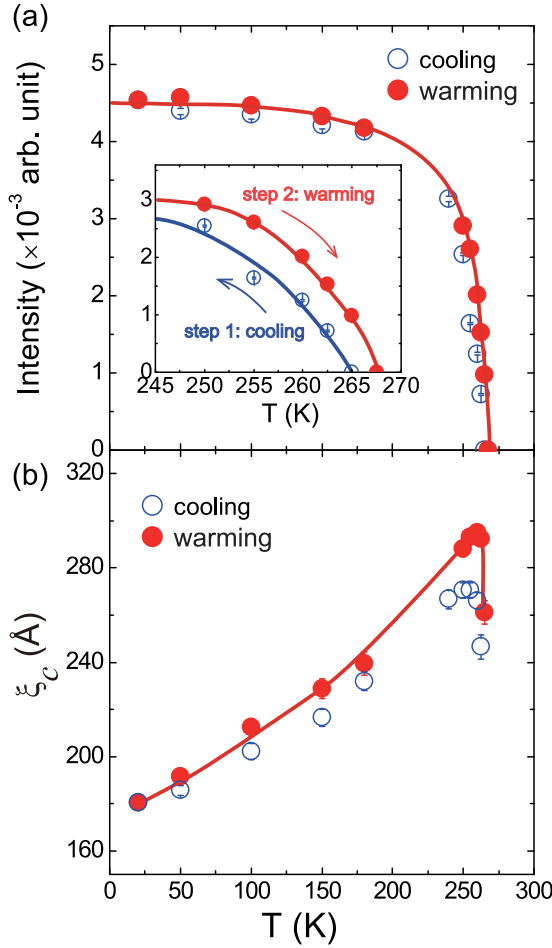 (a)
cooling
warming
Intensity (×10⁻³ arb. unit)
5
4
3
2
1
0
step 2: warming
step 1: cooling
3
2
1
0
245 250 255 260 265 270
T (K)
(b)
cooling
warming
ξc (Å)
320
280
240
200
160
0 50 100 150 200 250 300
T (K)